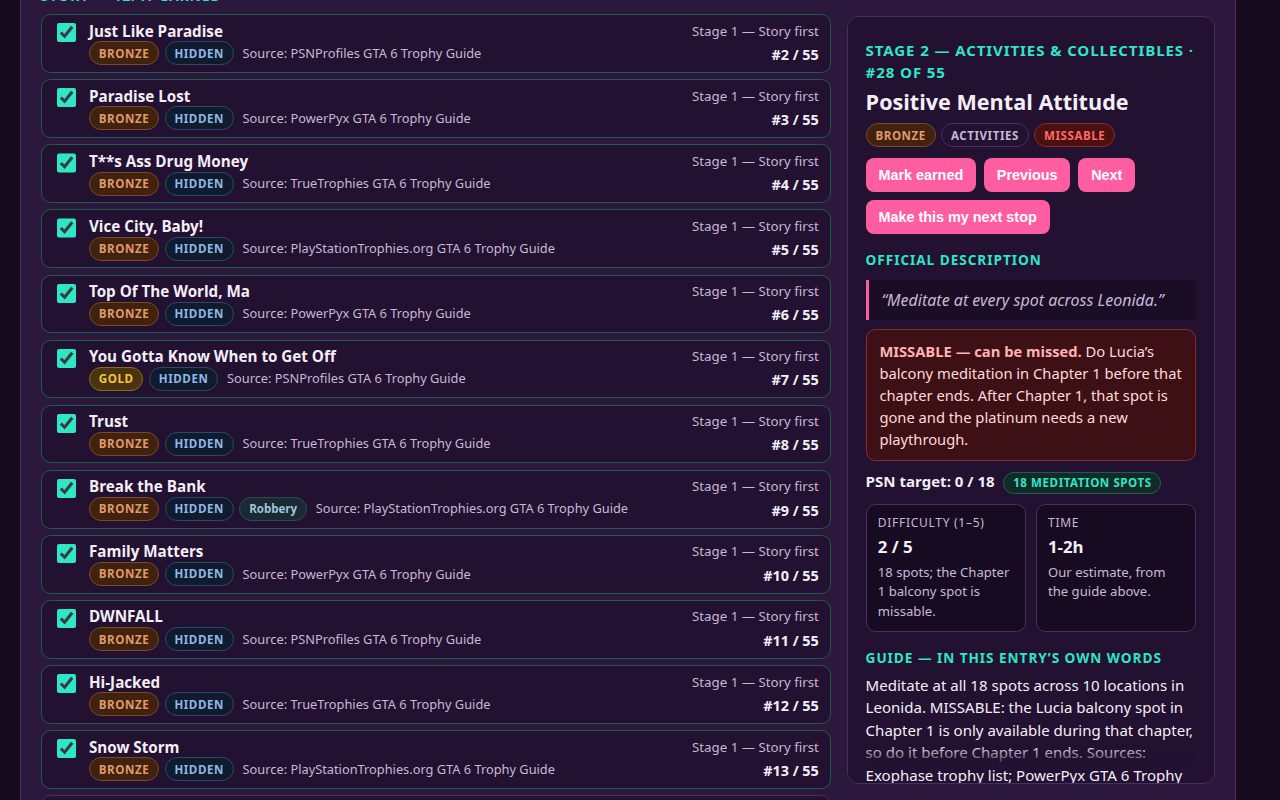 Just Like Paradise
Stage 1 — Story first
BRONZE HIDDEN Source: PSNProfiles GTA 6 Trophy Guide
#2 / 55
Paradise Lost
Stage 1 — Story first
BRONZE HIDDEN Source: PowerPyx GTA 6 Trophy Guide
#3 / 55
T**s Ass Drug Money
Stage 1 — Story first
BRONZE HIDDEN Source: TrueTrophies GTA 6 Trophy Guide
#4 / 55
Vice City, Baby!
Stage 1 — Story first
BRONZE HIDDEN Source: PlayStationTrophies.org GTA 6 Trophy Guide
#5 / 55
Top Of The World, Ma
Stage 1 — Story first
BRONZE HIDDEN Source: PowerPyx GTA 6 Trophy Guide
#6 / 55
You Gotta Know When to Get Off
Stage 1 — Story first
GOLD HIDDEN Source: PSNProfiles GTA 6 Trophy Guide
#7 / 55
Trust
Stage 1 — Story first
BRONZE HIDDEN Source: TrueTrophies GTA 6 Trophy Guide
#8 / 55
Break the Bank
Stage 1 — Story first
BRONZE HIDDEN Robbery Source: PlayStationTrophies.org GTA 6 Trophy Guide
#9 / 55
Family Matters
Stage 1 — Story first
BRONZE HIDDEN Source: PowerPyx GTA 6 Trophy Guide
#10 / 55
DWNFALL
Stage 1 — Story first
BRONZE HIDDEN Source: PSNProfiles GTA 6 Trophy Guide
#11 / 55
Hi-Jacked
Stage 1 — Story first
BRONZE HIDDEN Source: TrueTrophies GTA 6 Trophy Guide
#12 / 55
Snow Storm
Stage 1 — Story first
BRONZE HIDDEN Source: PlayStationTrophies.org GTA 6 Trophy Guide
#13 / 55
STAGE 2 — ACTIVITIES & COLLECTIBLES ·
#28 OF 55
Positive Mental Attitude
BRONZE ACTIVITIES MISSABLE
Mark earned Previous Next
Make this my next stop
OFFICIAL DESCRIPTION
“Meditate at every spot across Leonida.”
MISSABLE — can be missed. Do Lucia’s
balcony meditation in Chapter 1 before that
chapter ends. After Chapter 1, that spot is
gone and the platinum needs a new
playthrough.
PSN target: 0 / 18 18 MEDITATION SPOTS
DIFFICULTY (1–5)
2 / 5
18 spots; the Chapter
1 balcony spot is
missable.
TIME
1-2h
Our estimate, from
the guide above.
GUIDE — IN THIS ENTRY’S OWN WORDS
Meditate at all 18 spots across 10 locations in
Leonida. MISSABLE: the Lucia balcony spot in
Chapter 1 is only available during that chapter,
so do it before Chapter 1 ends. Sources:
Exophase trophy list; PowerPyx GTA 6 Trophy